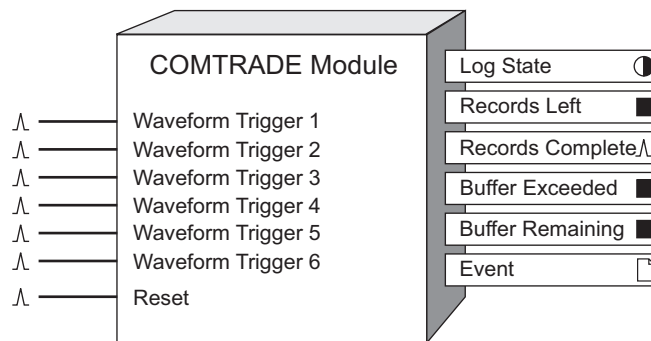 COMTRADE Module
Waveform Trigger 1
Waveform Trigger 2
Waveform Trigger 3
Waveform Trigger 4
Waveform Trigger 5
Waveform Trigger 6
Reset
Log State
Records Left
Records Complete
Buffer Exceeded
Buffer Remaining
Event